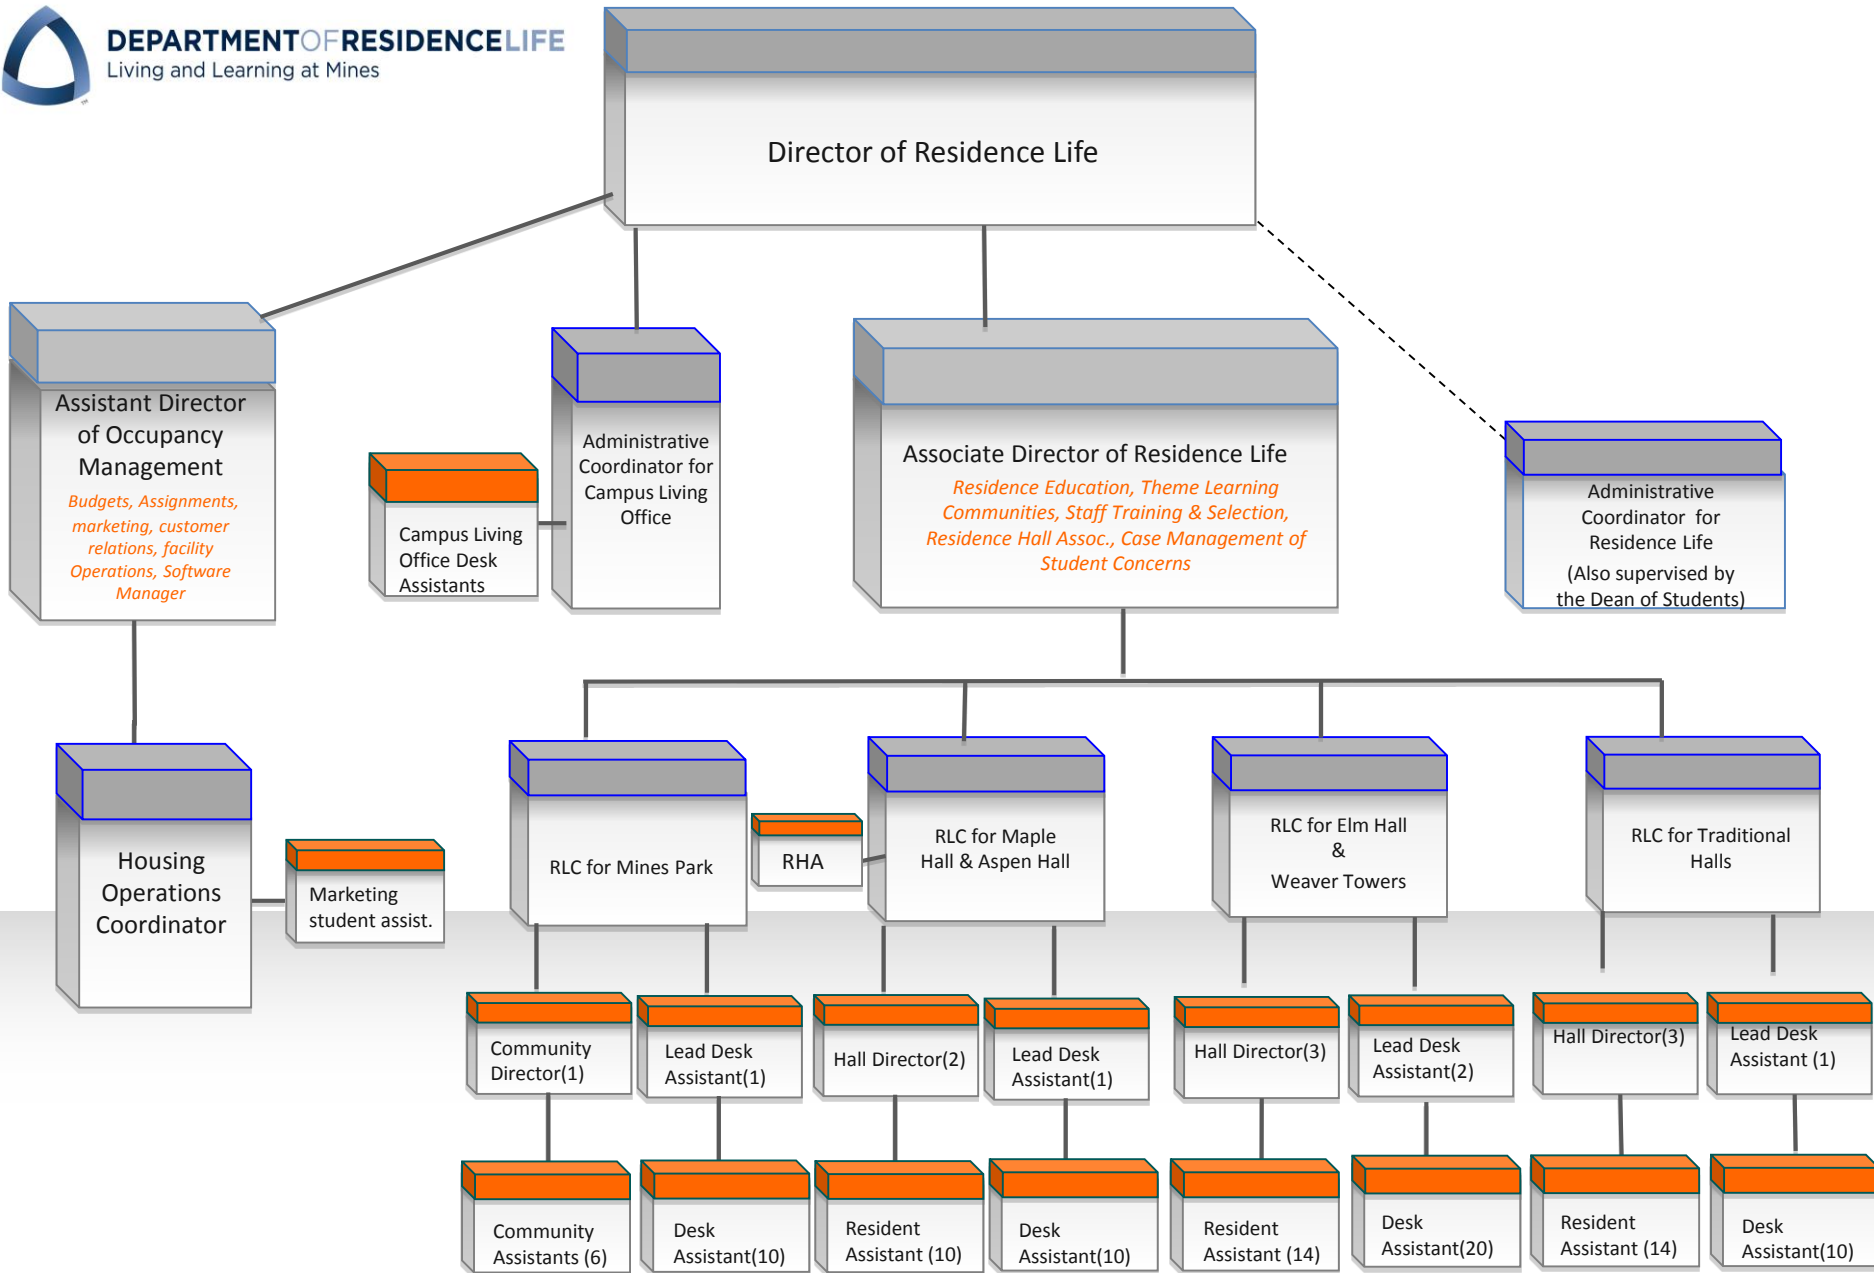 DEPARTMENTOFRESIDENCELIFE
Living and Learning at Mines
™
Director of Residence Life
Assistant Director
of Occupancy
Management
Budgets, Assignments,
marketing, customer
relations, facility
Operations, Software
Manager
Campus Living
Office Desk
Assistants
Administrative
Coordinator for
Campus Living
Office
Associate Director of Residence Life
Residence Education, Theme Learning
Communities, Staff Training & Selection,
Residence Hall Assoc., Case Management of
Student Concerns
Administrative
Coordinator for
Residence Life
(Also supervised by
the Dean of Students)
Housing
Operations
Coordinator
Marketing
student assist.
RLC for Mines Park
RHA
RLC for Maple
Hall & Aspen Hall
RLC for Elm Hall
&
Weaver Towers
RLC for Traditional
Halls
Community
Director(1)
Lead Desk
Assistant(1)
Hall Director(2)
Lead Desk
Assistant(1)
Hall Director(3)
Lead Desk
Assistant(2)
Hall Director(3)
Lead Desk
Assistant (1)
Community
Assistants (6)
Desk
Assistant(10)
Resident
Assistant (10)
Desk
Assistant(10)
Resident
Assistant (14)
Desk
Assistant(20)
Resident
Assistant (14)
Desk
Assistant(10)